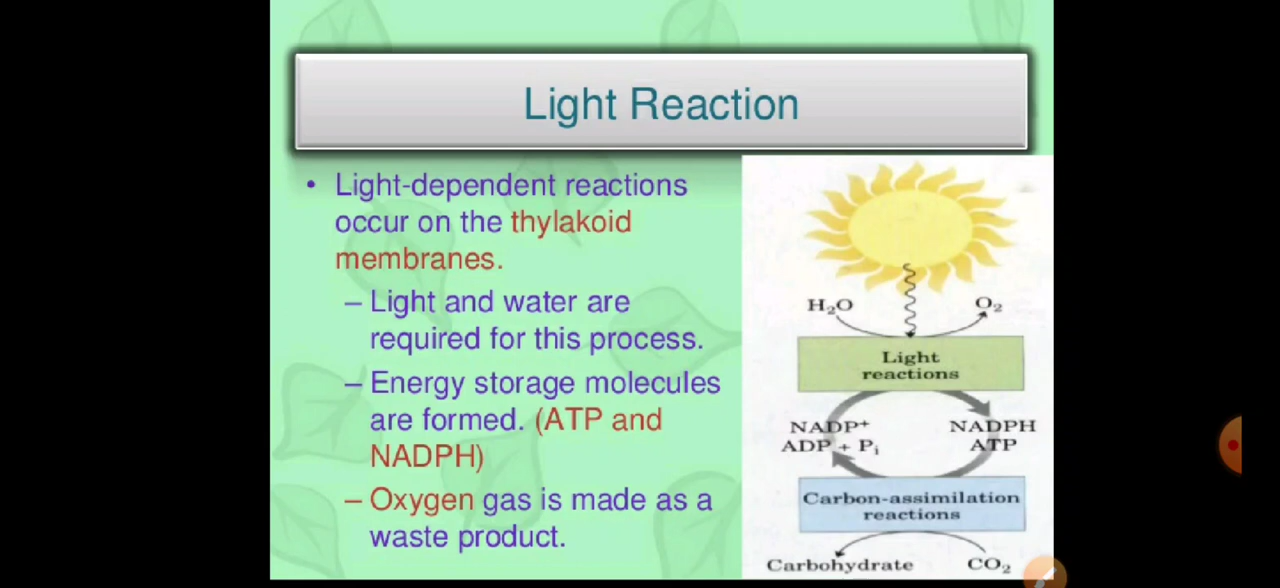 Light Reaction
• Light-dependent reactions
occur on the thylakoid
membranes.
– Light and water are
required for this process.
– Energy storage molecules
are formed. (ATP and
NADPH)
– Oxygen gas is made as a
waste product.
H₂O O₂
Light
reactions
NADP⁺ NADPH
ADP + Pᵢ ATP
Carbon-assimilation
reactions
Carbohydrate CO₂